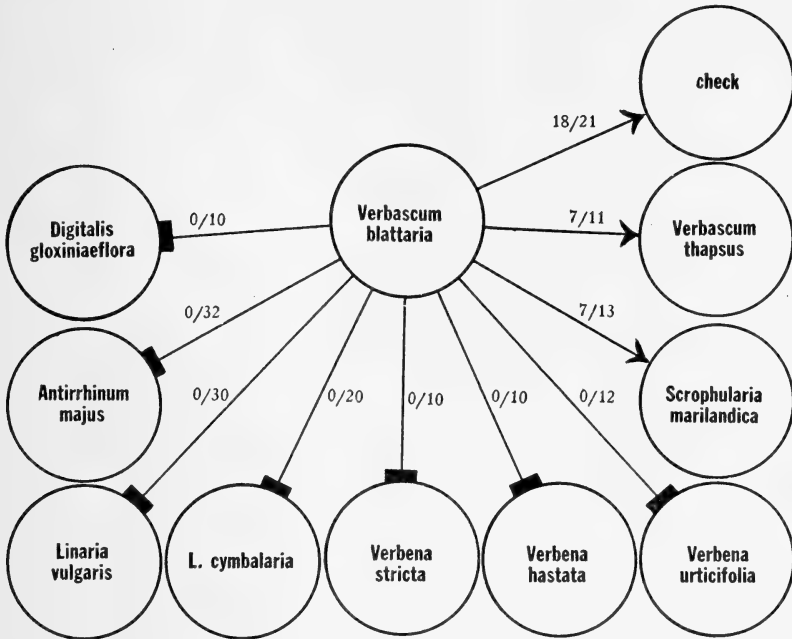 check
18/21
Verbascum
blattaria
0/10
Digitalis
gloxiniaeflora
7/11
Verbascum
thapsus
0/32
7/13
Antirrhinum
majus
0/30
0/20
0/10
0/10
0/12
Scrophularia
marilandica
Linaria
vulgaris
L. cymbalaria
Verbena
stricta
Verbena
hastata
Verbena
urticifolia